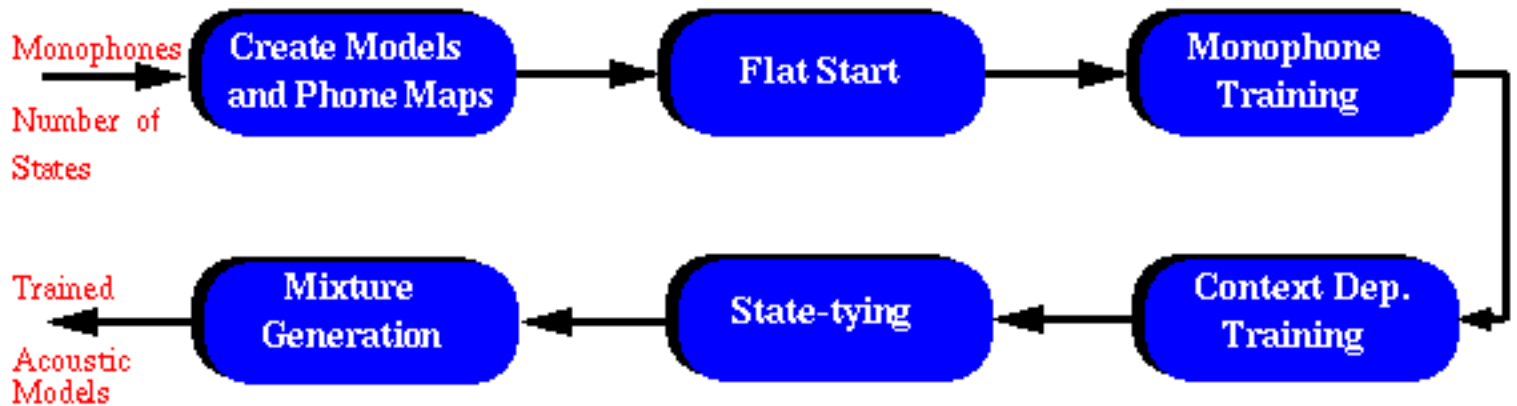 Monophones
Number of
States
Create Models
and Phone Maps
Flat Start
Monophone
Training
Context Dep.
Training
State-tying
Mixture
Generation
Trained
Acoustic
Models